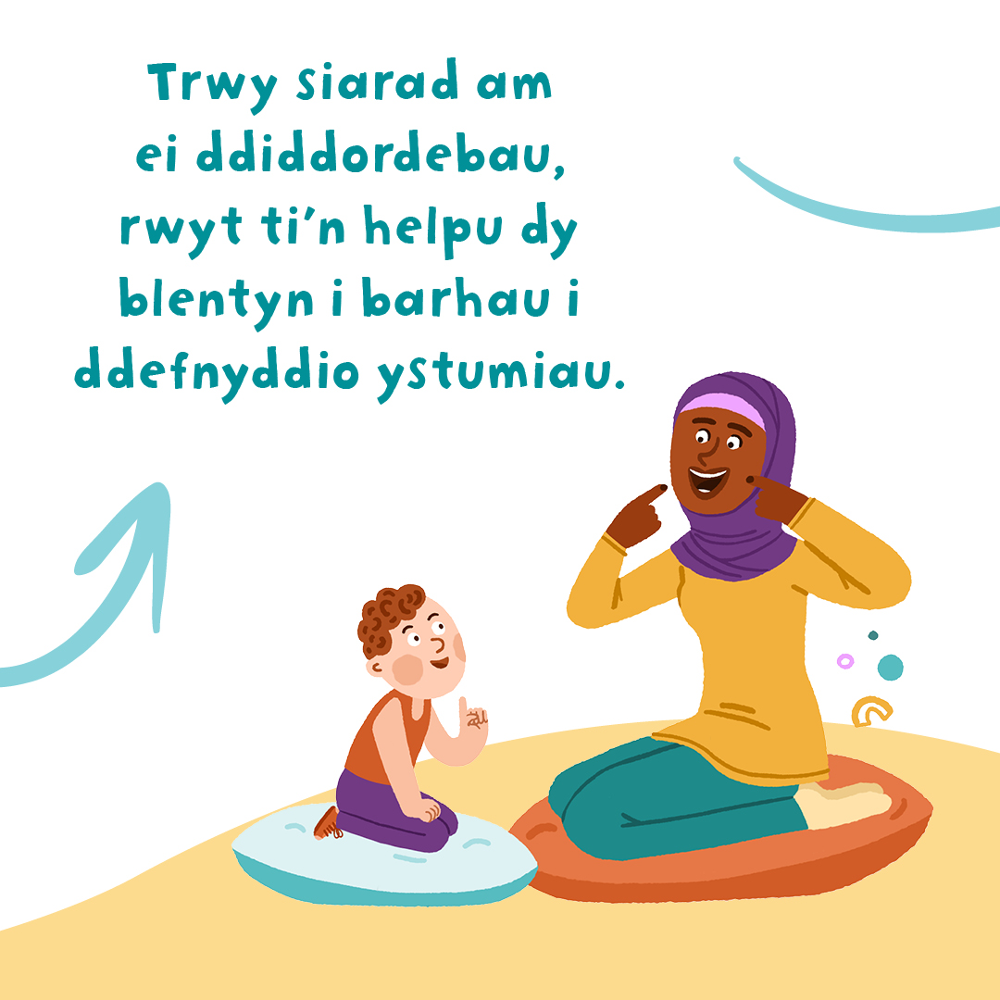 Trwy siarad am
ei ddiddordebau,
rwyt ti'n helpu dy
blentyn i barhau i
ddefnyddio ystumiau.